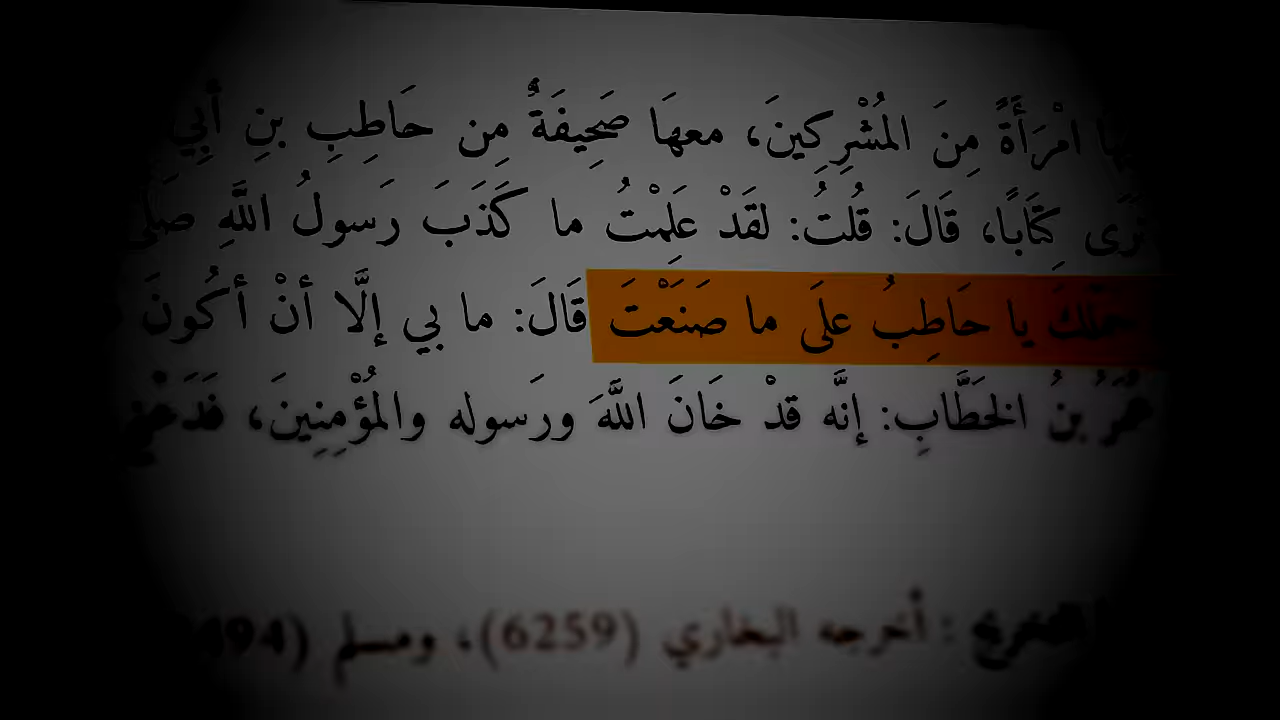 امْرَأَةً مِنَ المُشْرِكِينَ، معهَا صَحِيفَةٌ مِن حَاطِبِ بنِ أَبِي
نَرَى كِتَابًا، قَالَ: قُلتُ: لقَدْ عَلِمْتُ ما كَذَبَ رَسولُ اللَّهِ صلى
حَمَلَكَ يا حَاطِبُ علَى ما صَنَعْتَ قَالَ: ما بي إلَّا أنْ أكُونَ
عُمَرُ بنُ الخَطَّابِ: إنَّه قدْ خَانَ اللَّهَ ورَسوله والمُؤْمِنِينَ،
: أخرجه البخاري (6259)، ومسلم